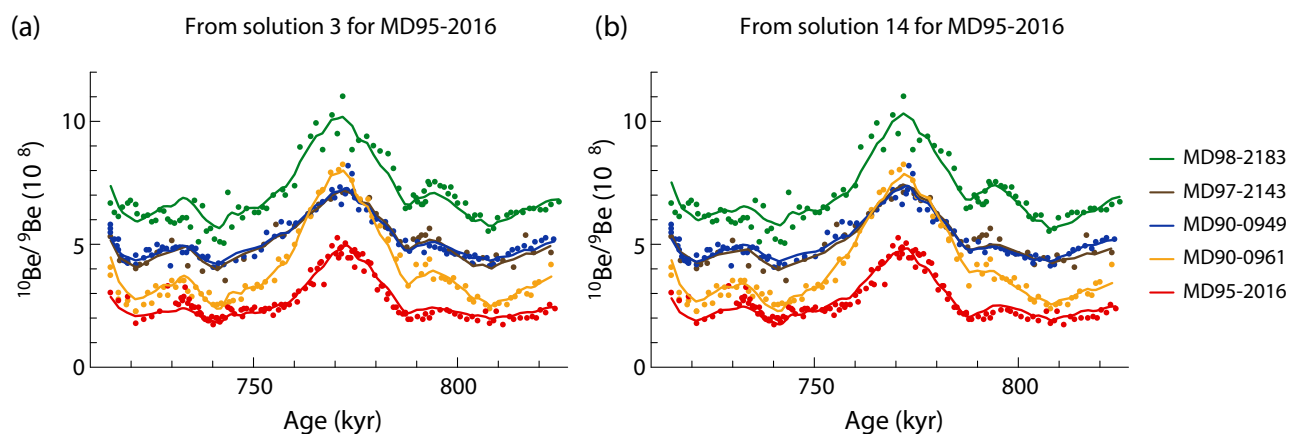 (a) From solution 3 for MD95-2016
(b) From solution 14 for MD95-2016
10Be/ 9Be (10 8)
10
5
0
750
800
Age (kyr)
10Be/ 9Be (10 8)
10
5
0
750
800
Age (kyr)
MD98-2183
MD97-2143
MD90-0949
MD90-0961
MD95-2016